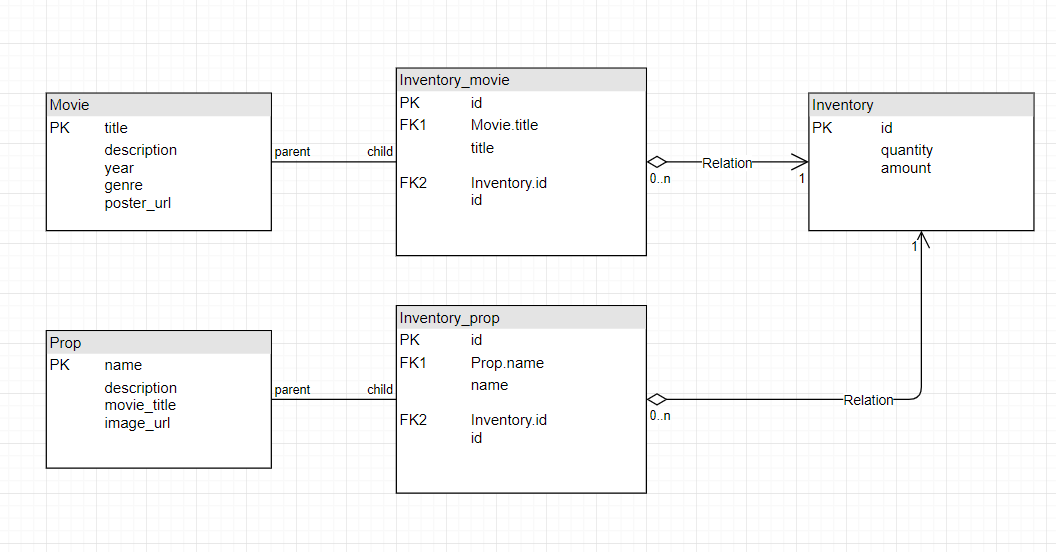 Movie
PK title
description
year
genre
poster_url
parent child
Inventory_movie
PK id
FK1 Movie.title
title
FK2 Inventory.id
id
0..n
Relation
1
Inventory
PK id
quantity
amount
1
Prop
PK name
description
movie_title
image_url
parent child
Inventory_prop
PK id
FK1 Prop.name
name
FK2 Inventory.id
id
0..n
Relation